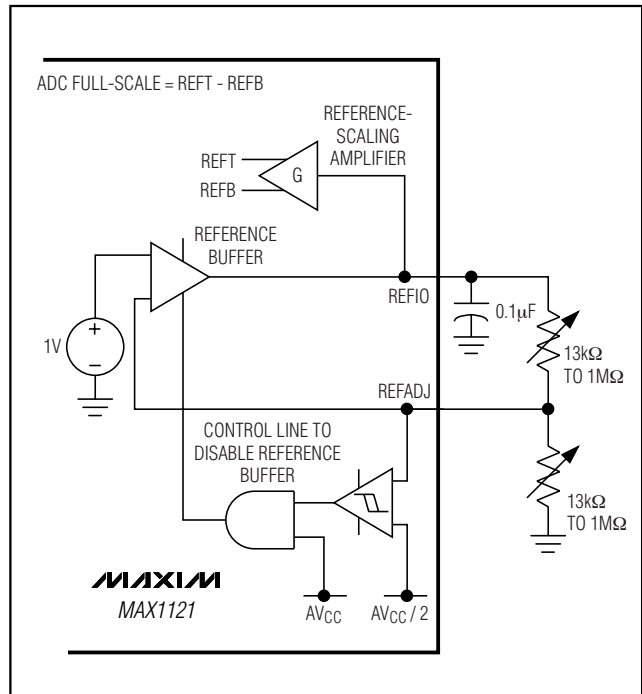 ADC FULL-SCALE = REFT - REFB
REFERENCE-
SCALING
AMPLIFIER
REFT
REFB
G
REFERENCE
BUFFER
REFIO
0.1µF
1V
+
−
13kΩ
TO 1MΩ
REFADJ
CONTROL LINE TO
DISABLE REFERENCE
BUFFER
13kΩ
TO 1MΩ
MAXIM
MAX1121
AVCC
AVCC / 2